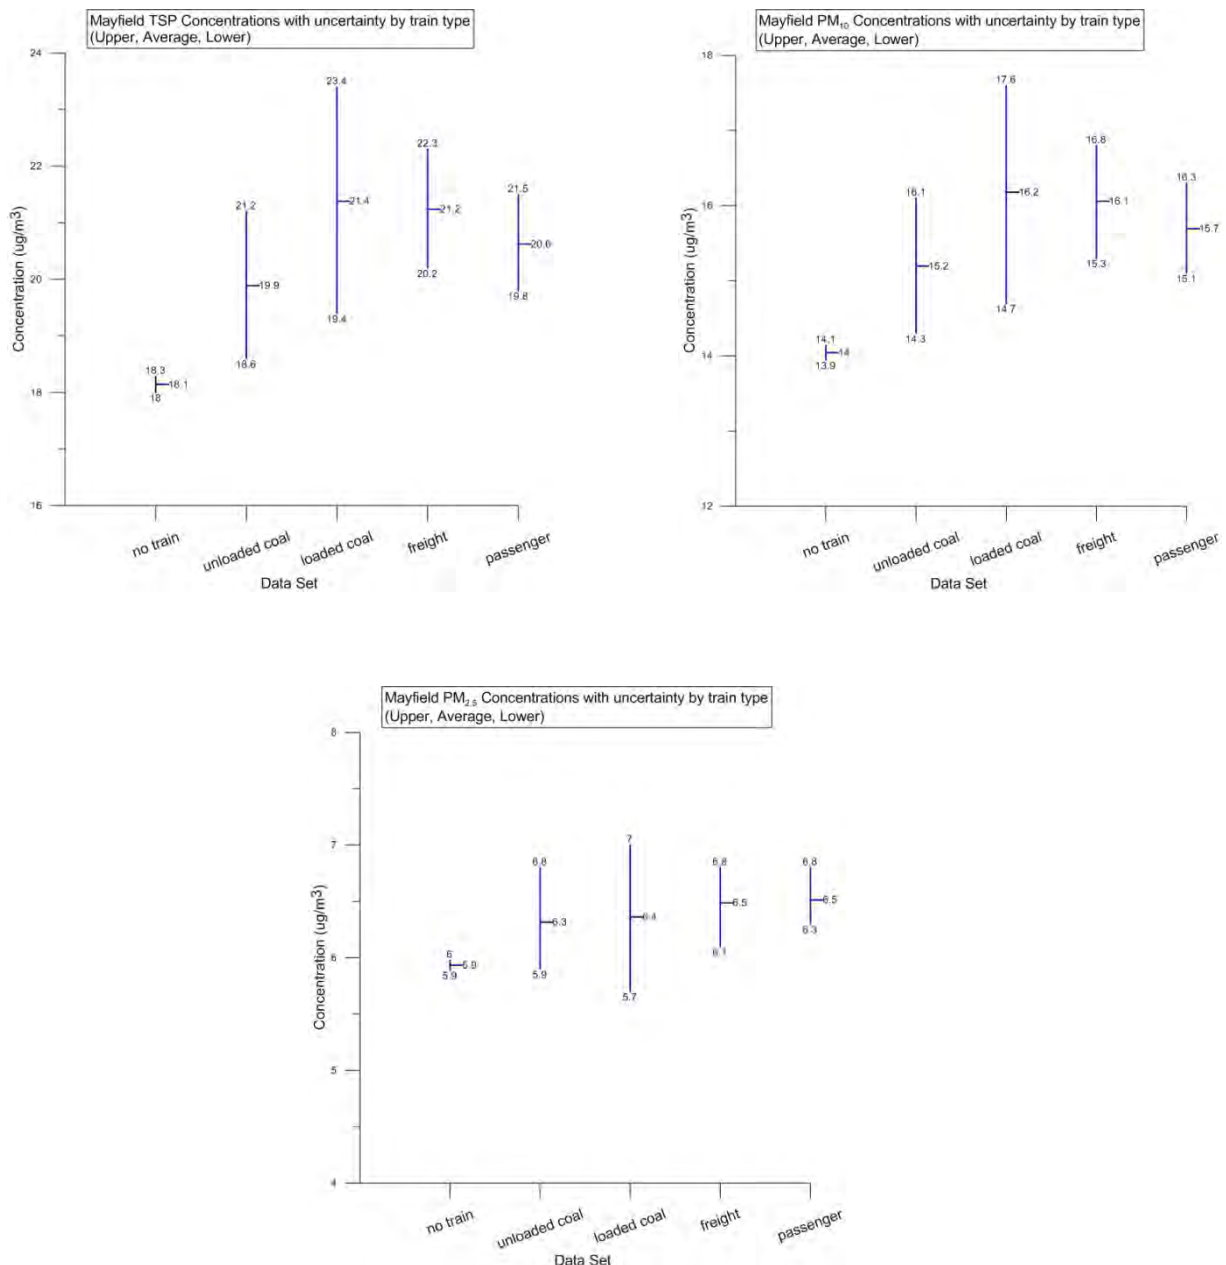 Mayfield TSP Concentrations with uncertainty by train type
(Upper, Average, Lower)
24
22
20
18
16
Concentration (ug/m3)
18.3
18.1
18
21.2
19.9
18.6
23.4
21.4
19.4
22.3
21.2
20.2
21.5
20.6
19.8
no train
unloaded coal
loaded coal
freight
passenger
Data Set
Mayfield PM10 Concentrations with uncertainty by train type
(Upper, Average, Lower)
18
16
14
12
Concentration (ug/m3)
14.1
14
13.9
16.1
15.2
14.3
17.6
16.2
14.7
16.8
16.1
15.3
16.3
15.7
15.1
no train
unloaded coal
loaded coal
freight
passenger
Data Set
Mayfield PM2.5 Concentrations with uncertainty by train type
(Upper, Average, Lower)
8
7
6
5
4
Concentration (ug/m3)
6
5.9
5.9
6.8
6.3
5.9
7
6.4
5.7
6.8
6.5
6.1
6.8
6.5
6.3
no train
unloaded coal
loaded coal
freight
passenger
Data Set